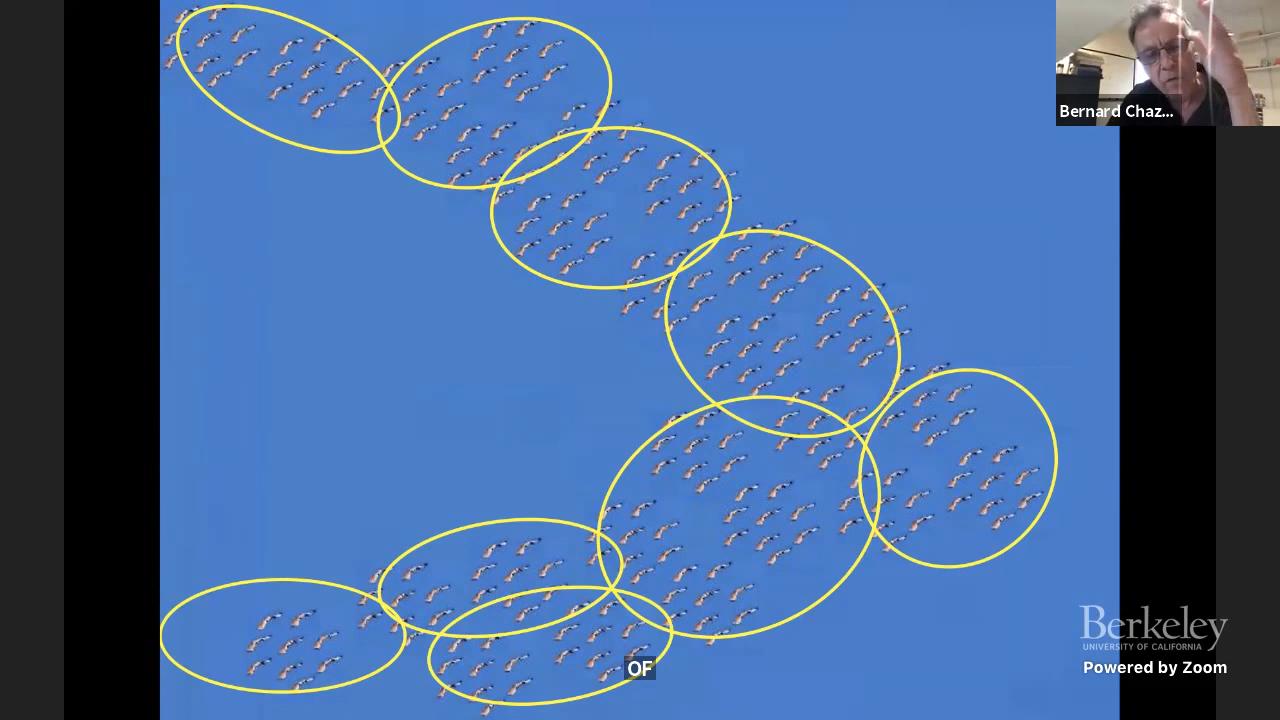 Bernard Chaz...
OF
Berkeley
UNIVERSITY OF CALIFORNIA
Powered by Zoom